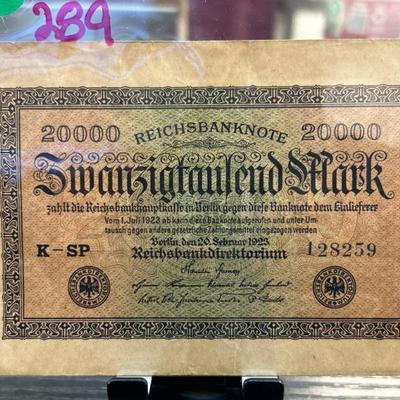 289
20000 REICHSBANKNOTE 20000
Zwanzigtausend Mark
zahlt die Reichsbankhauptkasse in Berlin gegen diese Banknote dem Einlieferer
Vom 1. Juli 1923 ab kann diese Banknote aufgerufen und unter Um-
tausch gegen andere gesetzliche Zahlungsmittel eingezogen werden
Berlin, den 20. Februar 1923
K-SP Reichsbankdirektorium 128259